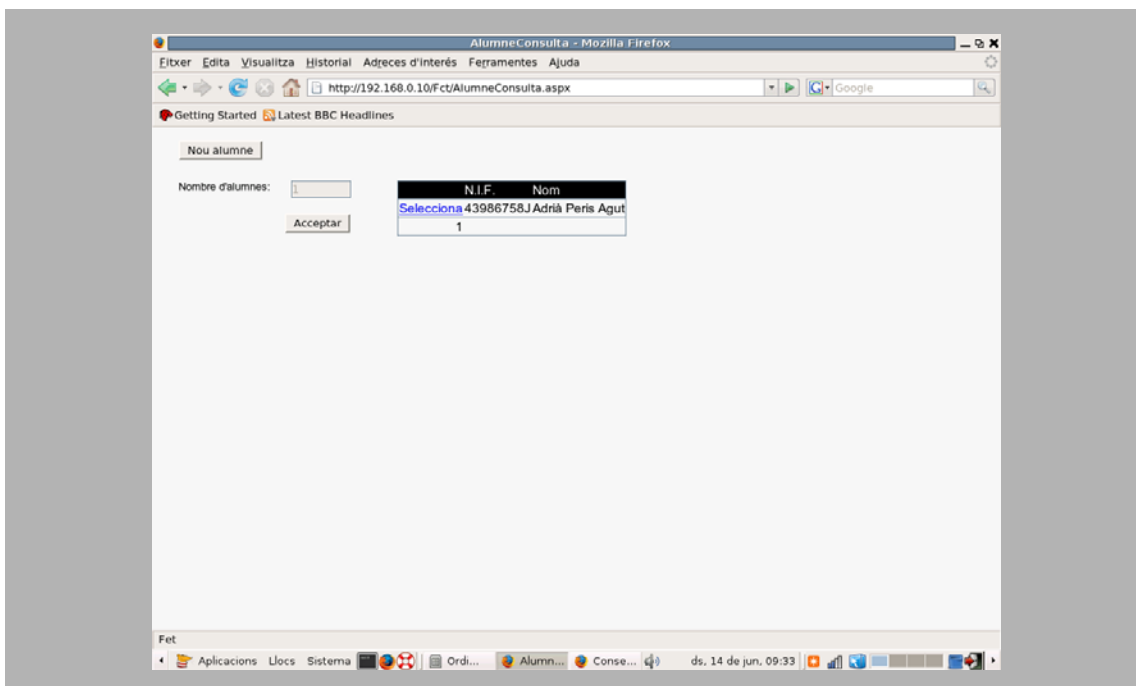 AlumneConsulta - Mozilla Firefox
Fitxer Edita Visualitza Historial Adreces d'interés Ferramentes Ajuda
http://192.168.0.10/Fct/AlumneConsulta.aspx G Google
Getting Started Latest BBC Headlines
Nou alumne
Nombre d'alumnes: 1
Acceptar
N.I.F. Nom
Selecciona 43986758J Adrià Peris Agut
1
Fet
Aplicacions Llocs Sistema Ordi... Alumn... Conse... ds, 14 de jun, 09:33